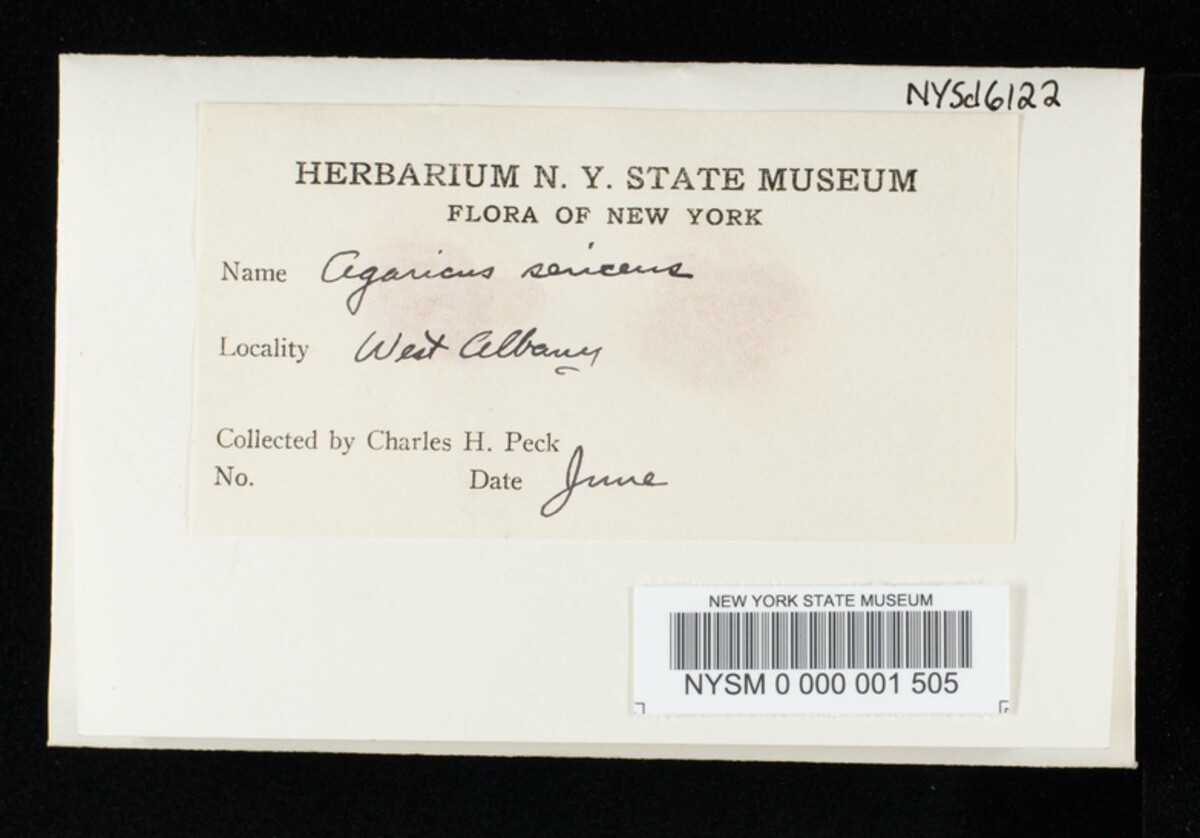 NYSd6122
HERBARIUM N. Y. STATE MUSEUM
FLORA OF NEW YORK
Name Agaricus sericeus
Locality West Albany
Collected by Charles H. Peck
No. Date June
NEW YORK STATE MUSEUM
NYSM 0 000 001 505